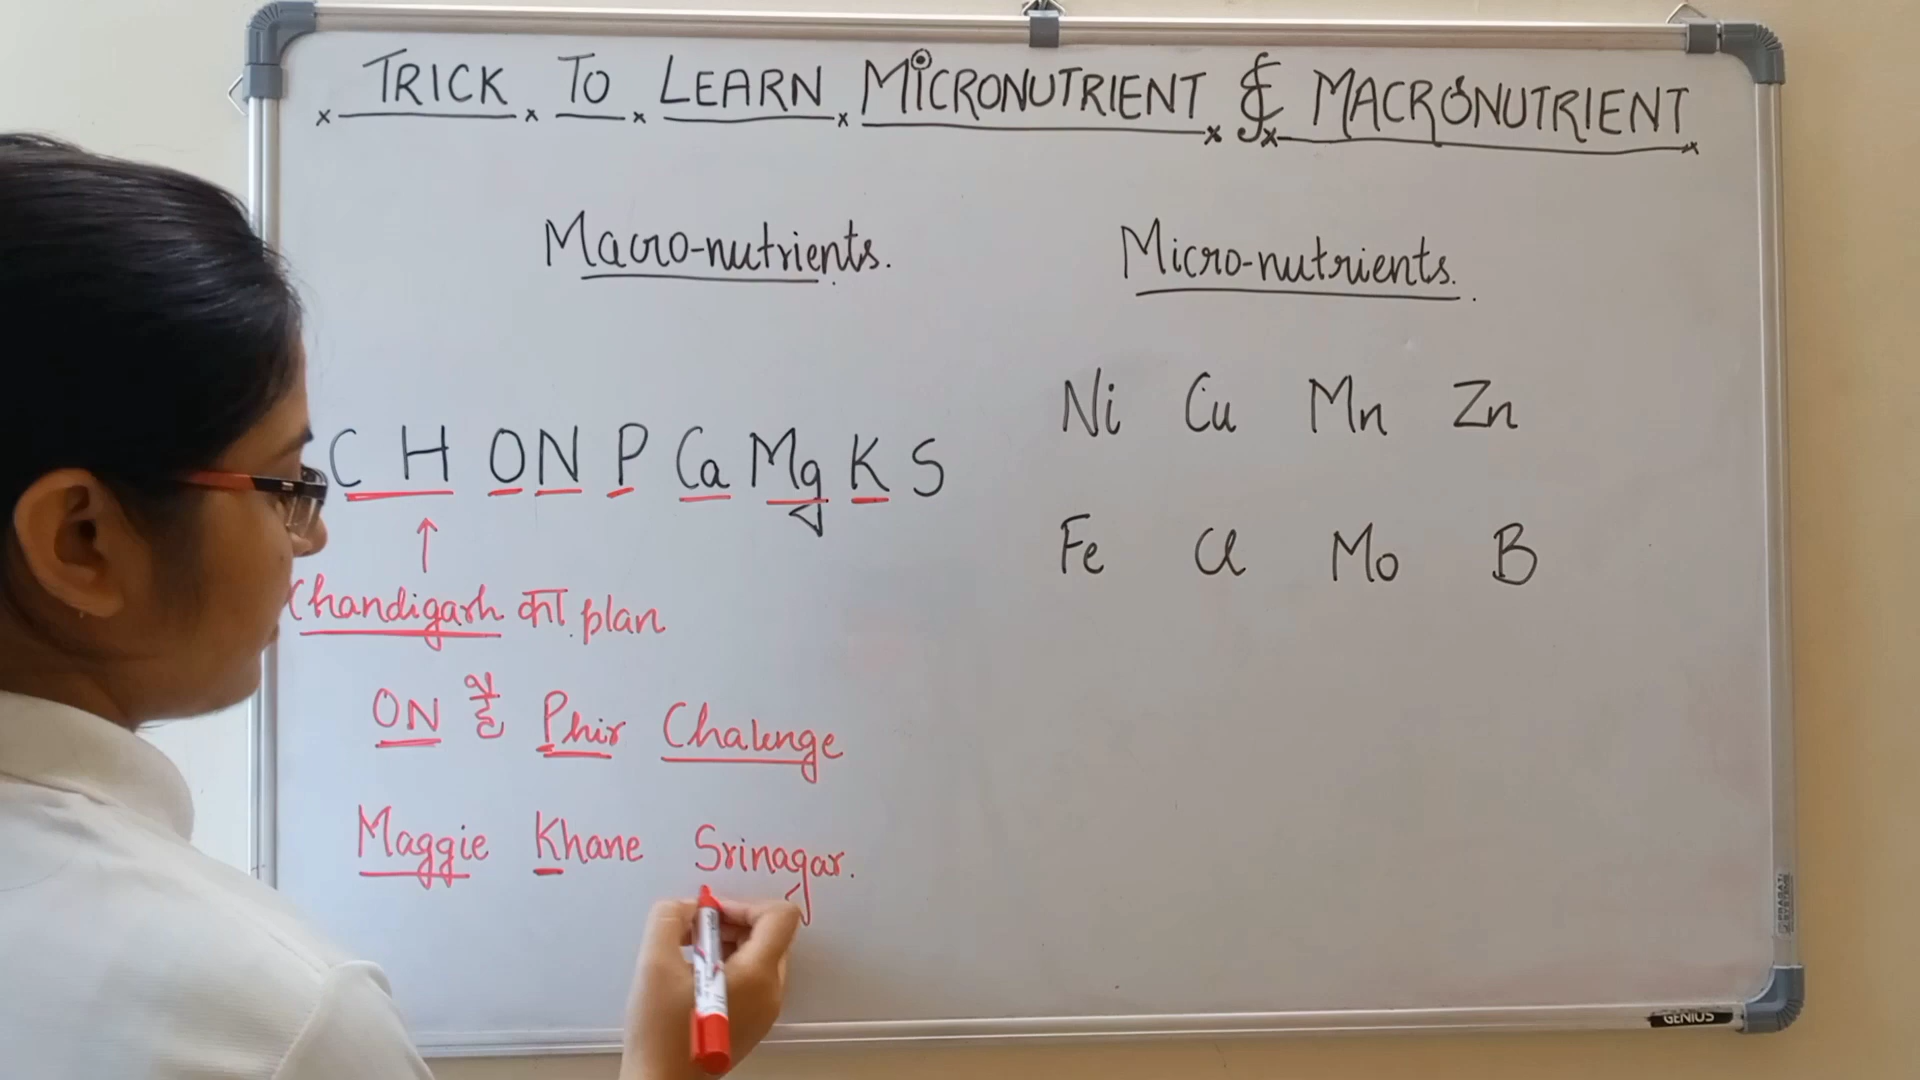 TRICK TO LEARN MICRONUTRIENT & MACRONUTRIENT
Macro-nutrients.
Micro-nutrients.
C H O N P Ca Mg K S
Ni Cu Mn Zn
Fe Cl Mo B
Chandigarh का plan
ON है Phir Chalenge
Maggie Khane Srinagar.
GENIUS